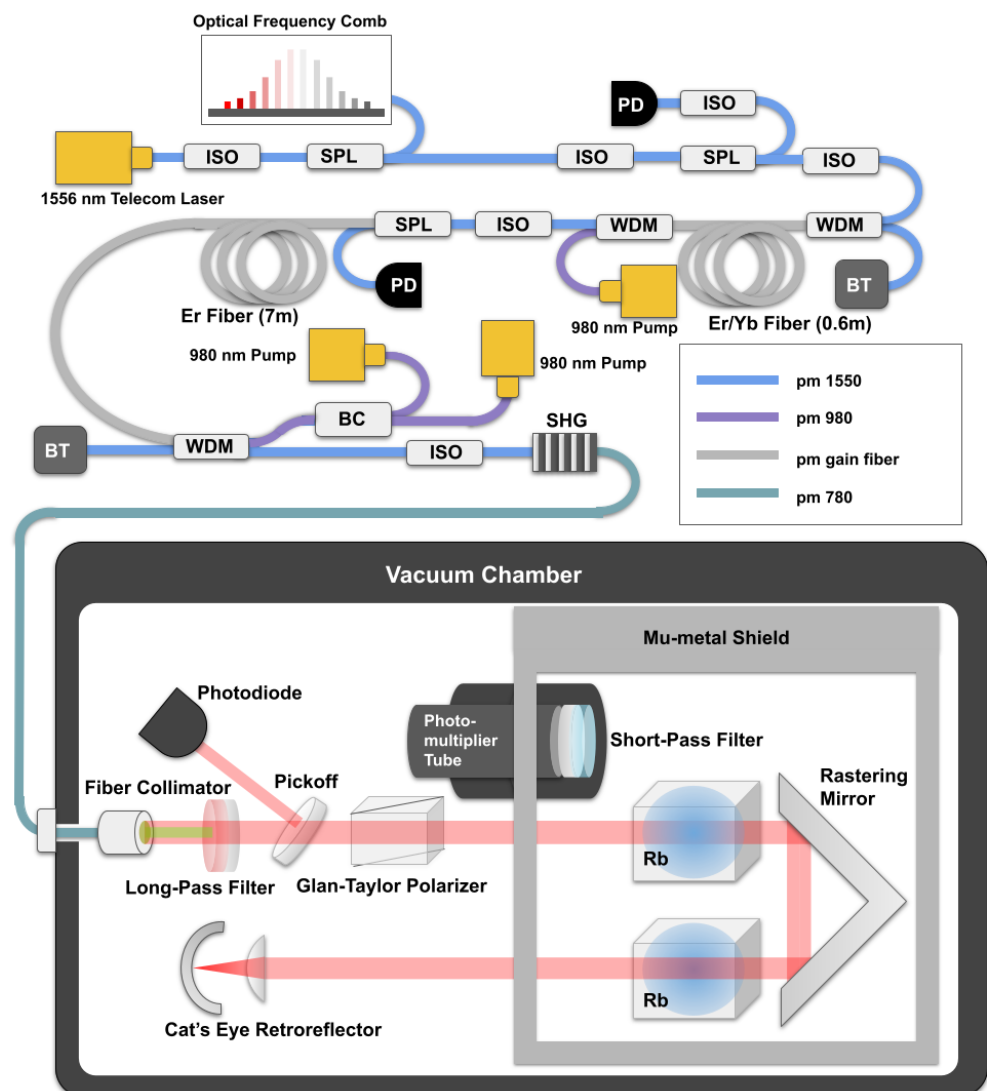 Optical Frequency Comb
PD
ISO
ISO
SPL
ISO
SPL
ISO
1556 nm Telecom Laser
SPL
ISO
WDM
WDM
PD
BT
Er Fiber (7m)
980 nm Pump
Er/Yb Fiber (0.6m)
980 nm Pump
980 nm Pump
BC
SHG
BT
WDM
ISO
pm 1550
pm 980
pm gain fiber
pm 780
Vacuum Chamber
Mu-metal Shield
Photodiode
Photo-
multiplier
Tube
Short-Pass Filter
Pickoff
Fiber Collimator
Rastering
Mirror
Rb
Long-Pass Filter
Glan-Taylor Polarizer
Rb
Cat's Eye Retroreflector